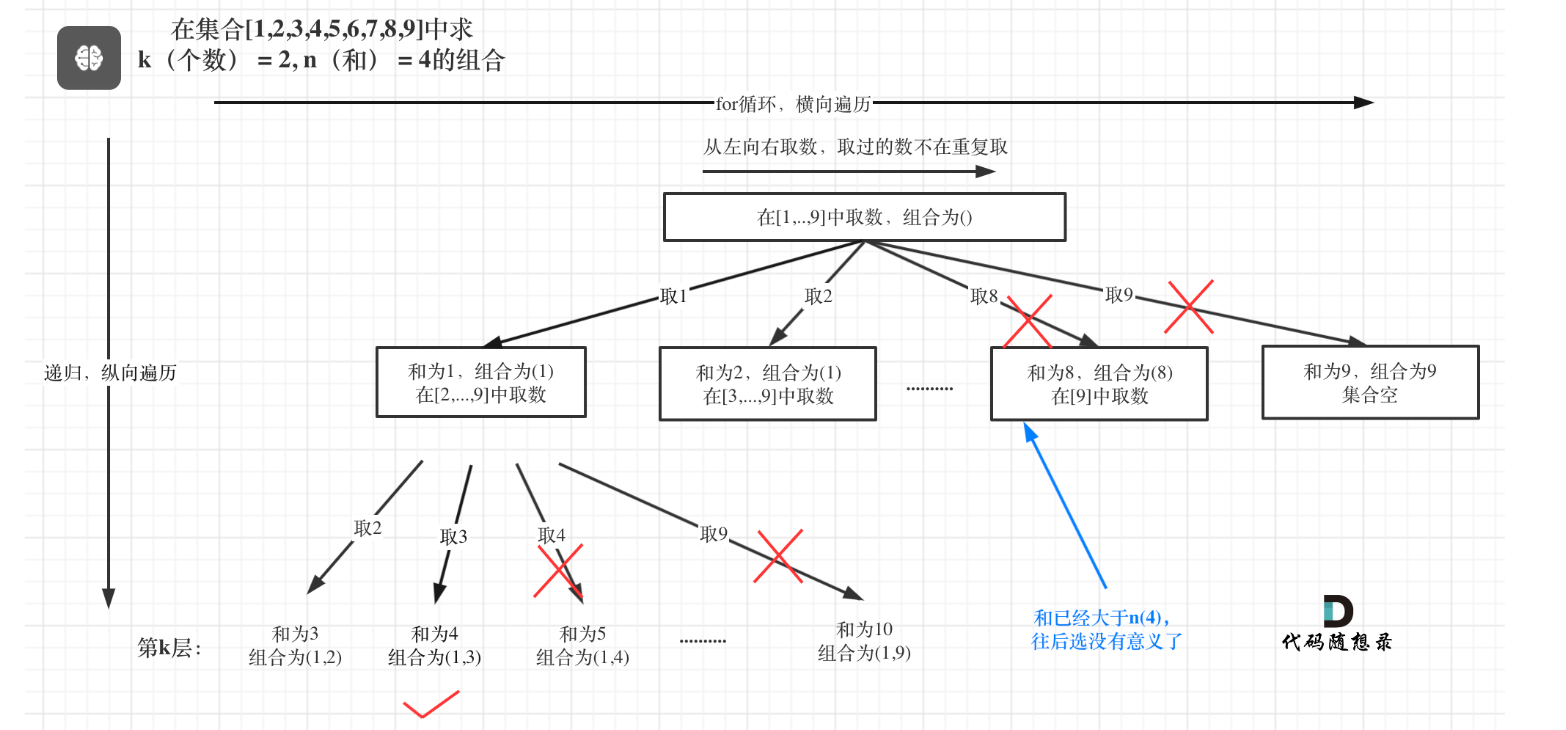 在集合[1,2,3,4,5,6,7,8,9]中求
k（个数）= 2, n（和）= 4的组合
for循环，横向遍历
从左向右取数，取过的数不在重复取
在[1,..,9]中取数，组合为()
取1
取2
取8
取9
递归，纵向遍历
和为1，组合为(1)
在[2,...,9]中取数
和为2，组合为(1)
在[3,...,9]中取数
..........
和为8，组合为(8)
在[9]中取数
和为9，组合为9
集合空
取2
取3
取4
取9
第k层：
和为3
组合为(1,2)
和为4
组合为(1,3)
和为5
组合为(1,4)
..........
和为10
组合为(1,9)
和已经大于n(4)，
往后选没有意义了
代码随想录